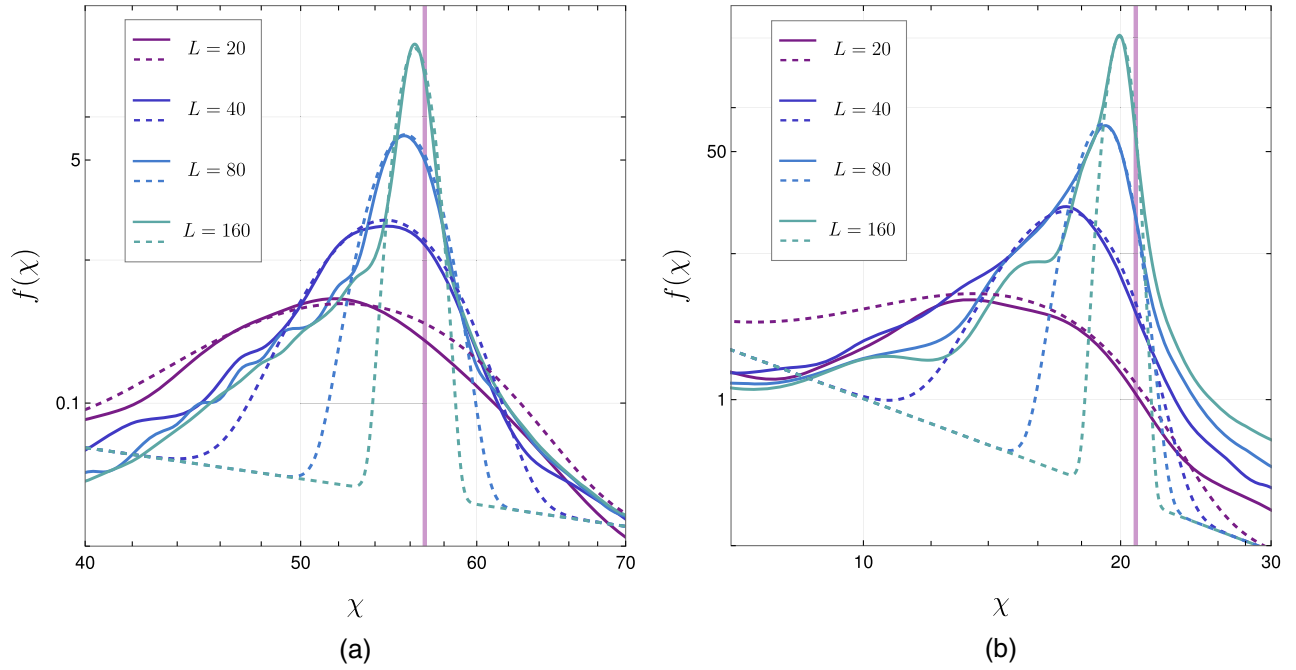 L = 20
L = 40
L = 80
L = 160
5
0.1
f(χ)
40
50
60
70
χ
(a)
L = 20
L = 40
L = 80
L = 160
50
1
f(χ)
10
20
30
χ
(b)